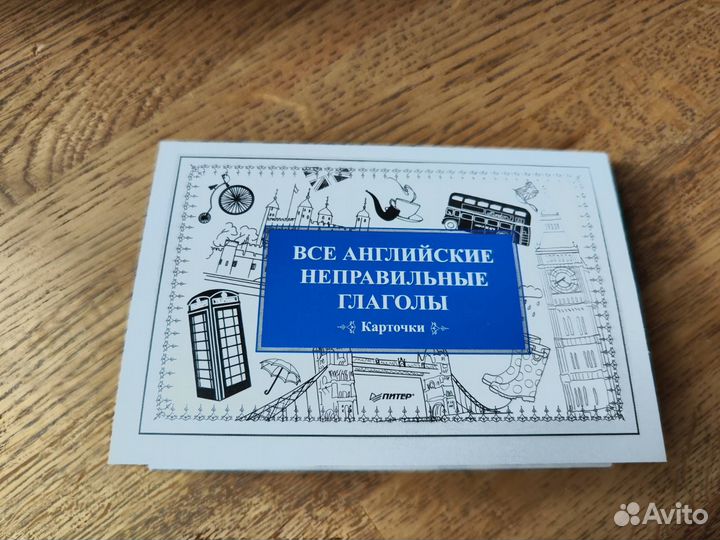 ВСЕ АНГЛИЙСКИЕ
НЕПРАВИЛЬНЫЕ
ГЛАГОЛЫ
Карточки
ПИТЕР®
Avito